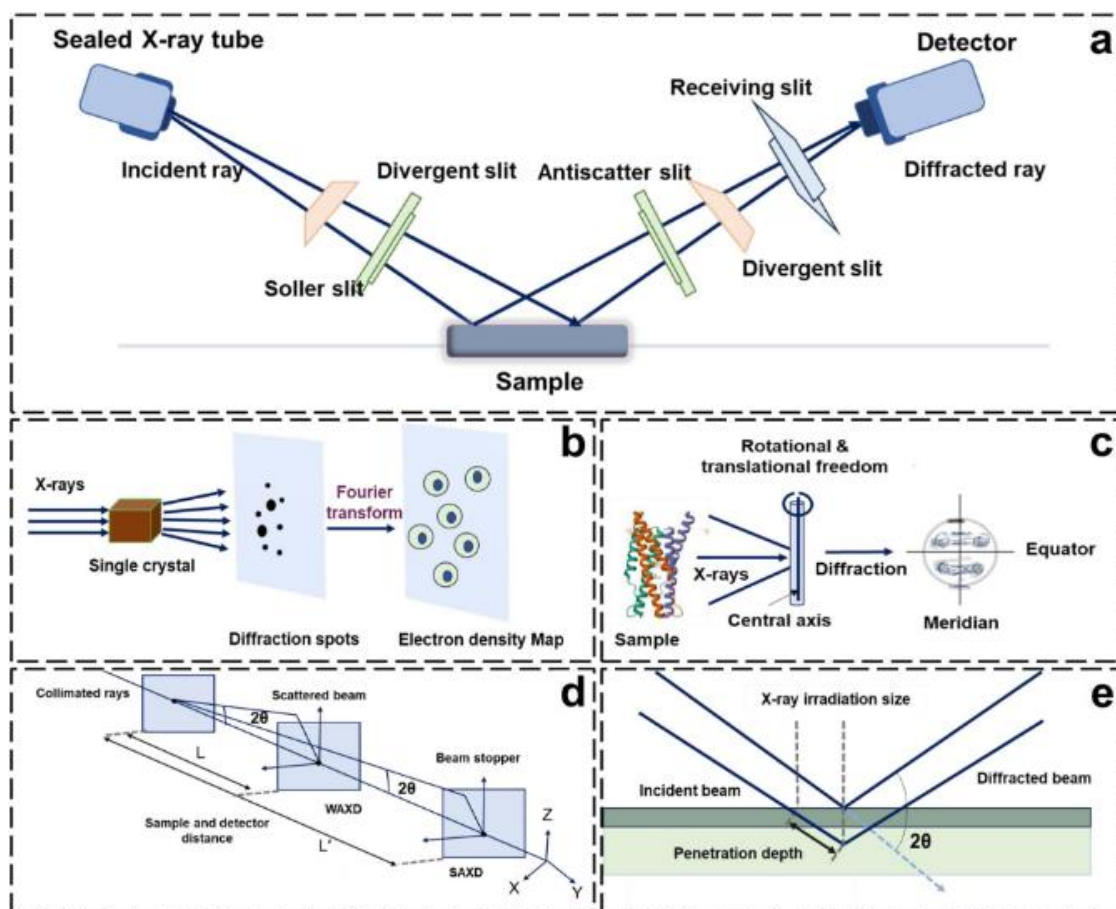 a
Sealed X-ray tube
Detector
Receiving slit
Incident ray
Divergent slit
Antiscatter slit
Diffracted ray
Soller slit
Divergent slit
Sample
b
X-rays
Fourier
transform
Single crystal
Diffraction spots
Electron density Map
c
Rotational &
translational freedom
X-rays
Diffraction
Equator
Sample
Central axis
Meridian
d
Collimated rays
Scattered beam
2θ
L
Beam stopper
WAXD
2θ
Sample and detector
distance
L'
Z
SAXD
X
Y
e
X-ray irradiation size
Incident beam
Diffracted beam
Penetration depth
2θ